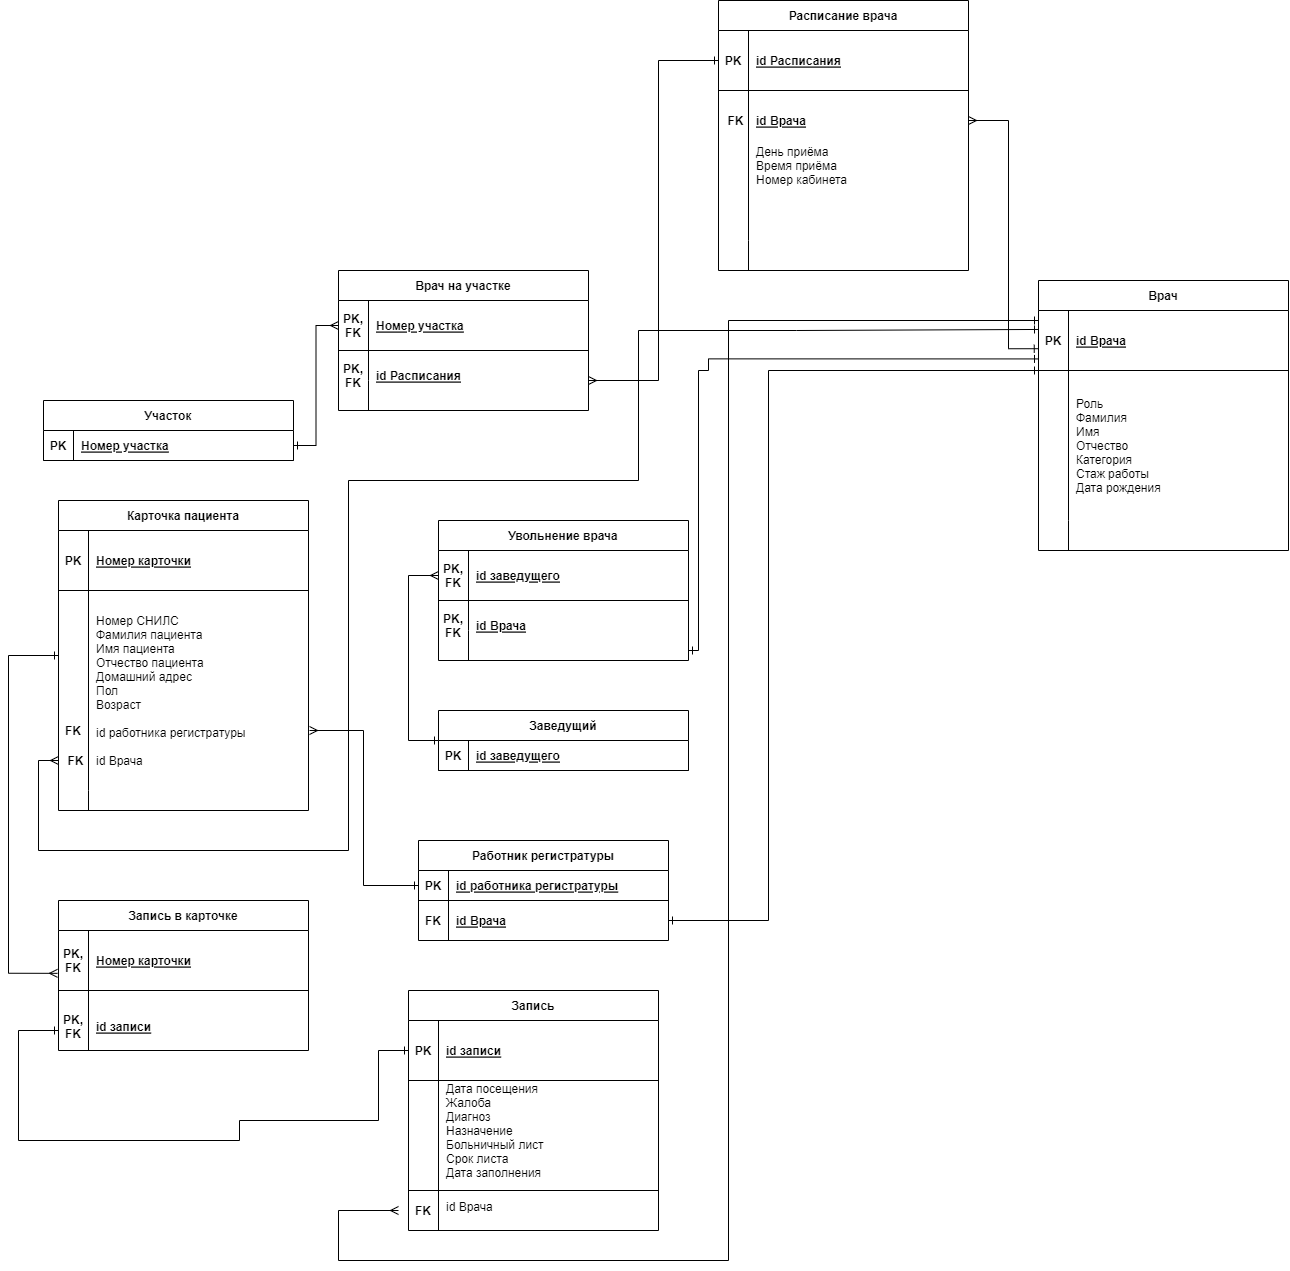 Расписание врача
PK
id Расписания
FK
id Врача
День приёма
Время приёма
Номер кабинета
Врач на участке
PK,
FK
Номер участка
PK,
FK
id Расписания
Врач
PK
id Врача
Роль
Фамилия
Имя
Отчество
Категория
Стаж работы
Дата рождения
Участок
PK
Номер участка
Карточка пациента
PK
Номер карточки
Номер СНИЛС
Фамилия пациента
Имя пациента
Отчество пациента
Домашний адрес
Пол
Возраст
FK
id работника регистратуры
FK
id Врача
Увольнение врача
PK,
FK
id заведущего
PK,
FK
id Врача
Заведущий
PK
id заведущего
Работник регистратуры
PK
id работника регистратуры
FK
id Врача
Запись в карточке
PK,
FK
Номер карточки
PK,
FK
id записи
Запись
PK
id записи
Дата посещения
Жалоба
Диагноз
Назначение
Больничный лист
Срок листа
Дата заполнения
FK
id Врача